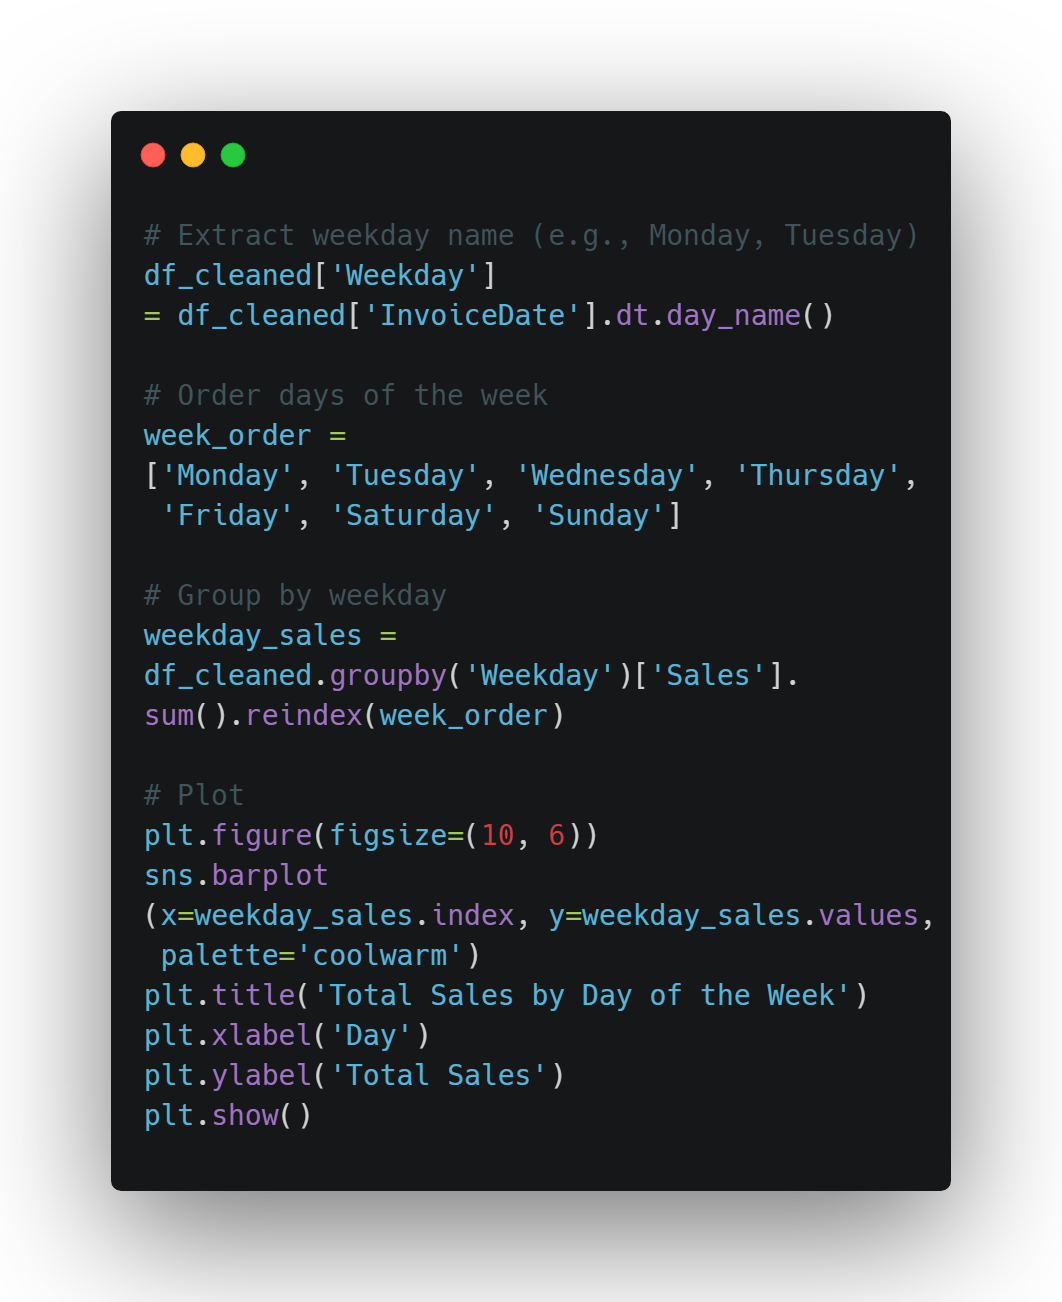 # Extract weekday name (e.g., Monday, Tuesday)
df_cleaned['Weekday']
= df_cleaned['InvoiceDate'].dt.day_name()

# Order days of the week
week_order =
['Monday', 'Tuesday', 'Wednesday', 'Thursday',
 'Friday', 'Saturday', 'Sunday']

# Group by weekday
weekday_sales =
df_cleaned.groupby('Weekday')['Sales'].
sum().reindex(week_order)

# Plot
plt.figure(figsize=(10, 6))
sns.barplot
(x=weekday_sales.index, y=weekday_sales.values,
 palette='coolwarm')
plt.title('Total Sales by Day of the Week')
plt.xlabel('Day')
plt.ylabel('Total Sales')
plt.show()